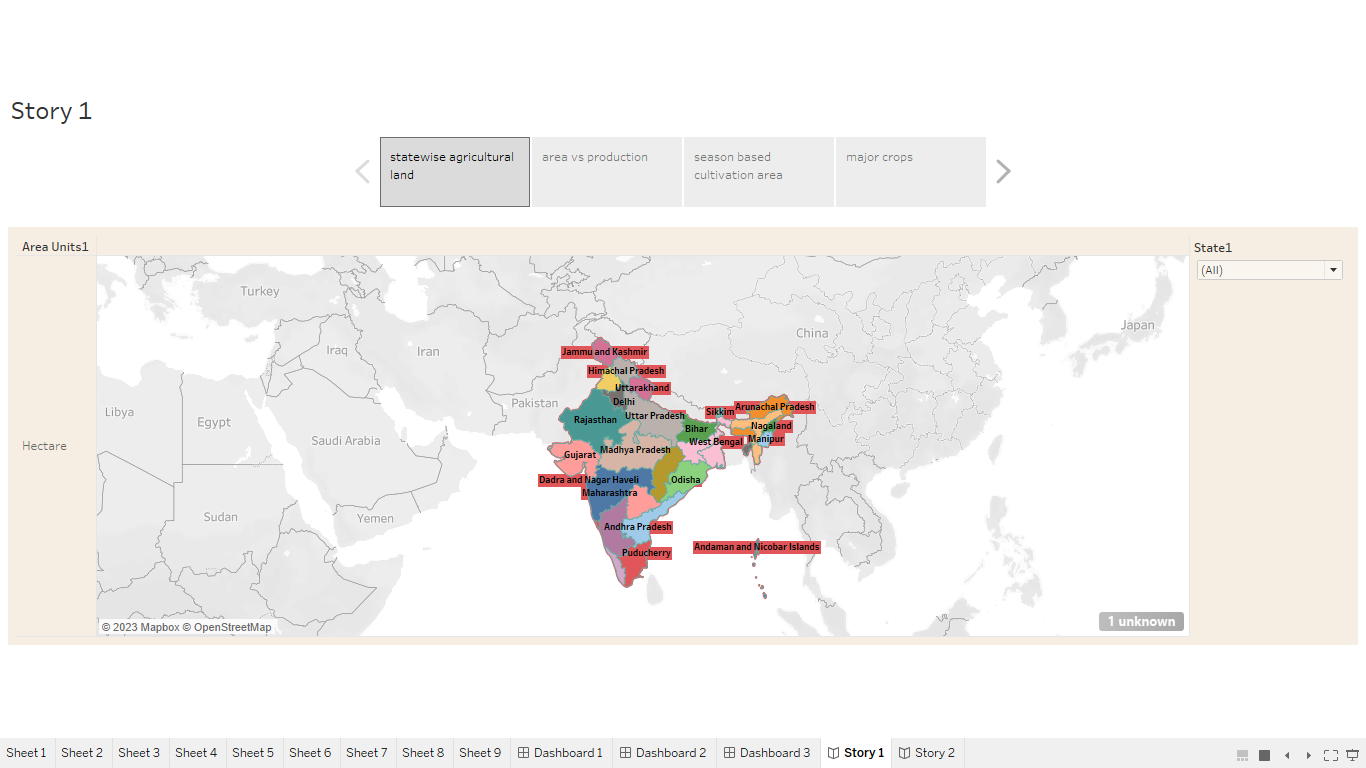 Story 1
statewise agricultural
land
area vs production
season based
cultivation area
major crops
Area Units1
State1
(All)
Hectare
Turkey
China
Japan
Iraq
Iran
Jammu and Kashmir
Himachal Pradesh
Uttarakhand
Pakistan
Delhi
Libya
Egypt
Rajasthan
Uttar Pradesh
Sikkim
Arunachal Pradesh
Bihar
Nagaland
Saudi Arabia
West Bengal
Manipur
Gujarat
Madhya Pradesh
Dadra and Nagar Haveli
Odisha
Maharashtra
Sudan
Yemen
Andhra Pradesh
Puducherry
Andaman and Nicobar Islands
© 2023 Mapbox © OpenStreetMap
1 unknown
Sheet 1
Sheet 2
Sheet 3
Sheet 4
Sheet 5
Sheet 6
Sheet 7
Sheet 8
Sheet 9
Dashboard 1
Dashboard 2
Dashboard 3
Story 1
Story 2